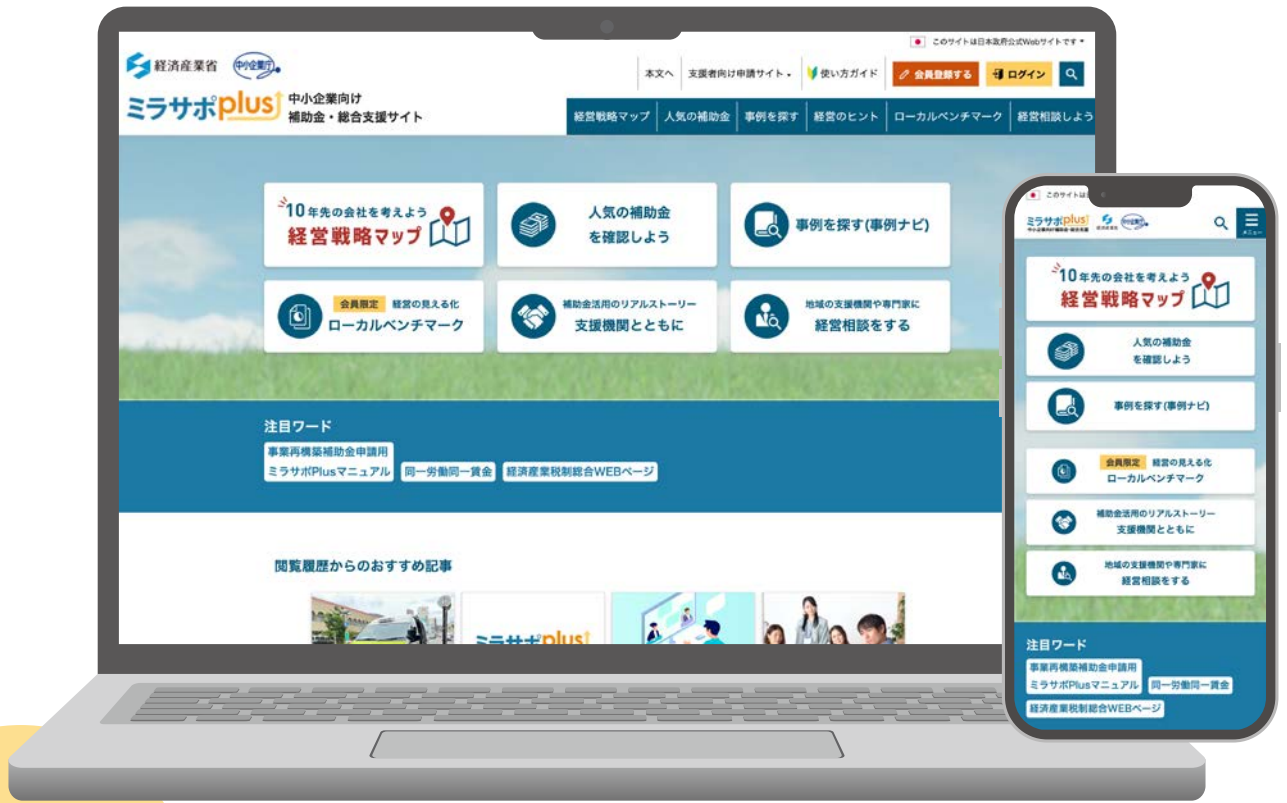 このサイトは日本政府公式Webサイトです
経済産業省 中小企業庁
本文へ 支援者向け申請サイト 使い方ガイド 会員登録する ログイン
ミラサポplus
中小企業向け
補助金・総合支援サイト
経営戦略マップ 人気の補助金 事例を探す 経営のヒント ローカルベンチマーク 経営相談しよう
10年先の会社を考えよう
経営戦略マップ
人気の補助金
を確認しよう
事例を探す(事例ナビ)
会員限定 経営の見える化
ローカルベンチマーク
補助金活用のリアルストーリー
支援機関とともに
地域の支援機関や専門家に
経営相談をする
注目ワード
事業再構築補助金申請用
ミラサポPlusマニュアル 同一労働同一賃金 経済産業税制総合WEBページ
閲覧履歴からのおすすめ記事
ミラサポplus
このサイトは
ミラサポplus
メニュー
10年先の会社を考えよう
経営戦略マップ
人気の補助金
を確認しよう
事例を探す(事例ナビ)
会員限定 経営の見える化
ローカルベンチマーク
補助金活用のリアルストーリー
支援機関とともに
地域の支援機関や専門家に
経営相談をする
注目ワード
事業再構築補助金申請用
ミラサポPlusマニュアル 同一労働同一賃金
経済産業税制総合WEBページ